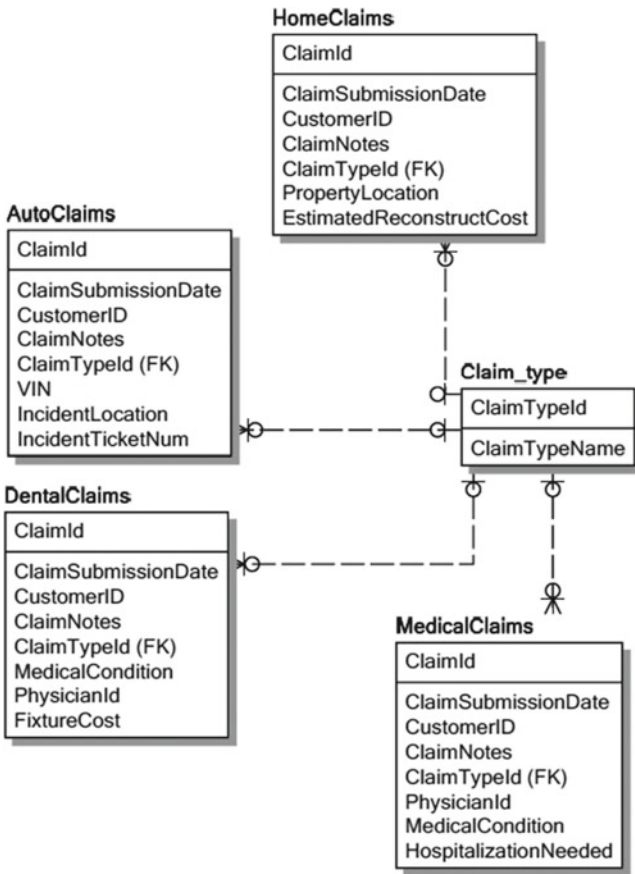 HomeClaims
ClaimId
ClaimSubmissionDate
CustomerID
ClaimNotes
ClaimTypeId (FK)
PropertyLocation
EstimatedReconstructCost
AutoClaims
ClaimId
ClaimSubmissionDate
CustomerID
ClaimNotes
ClaimTypeId (FK)
VIN
IncidentLocation
IncidentTicketNum
Claim_type
ClaimTypeId
ClaimTypeName
DentalClaims
ClaimId
ClaimSubmissionDate
CustomerID
ClaimNotes
ClaimTypeId (FK)
MedicalCondition
PhysicianId
FixtureCost
MedicalClaims
ClaimId
ClaimSubmissionDate
CustomerID
ClaimNotes
ClaimTypeId (FK)
PhysicianId
MedicalCondition
HospitalizationNeeded